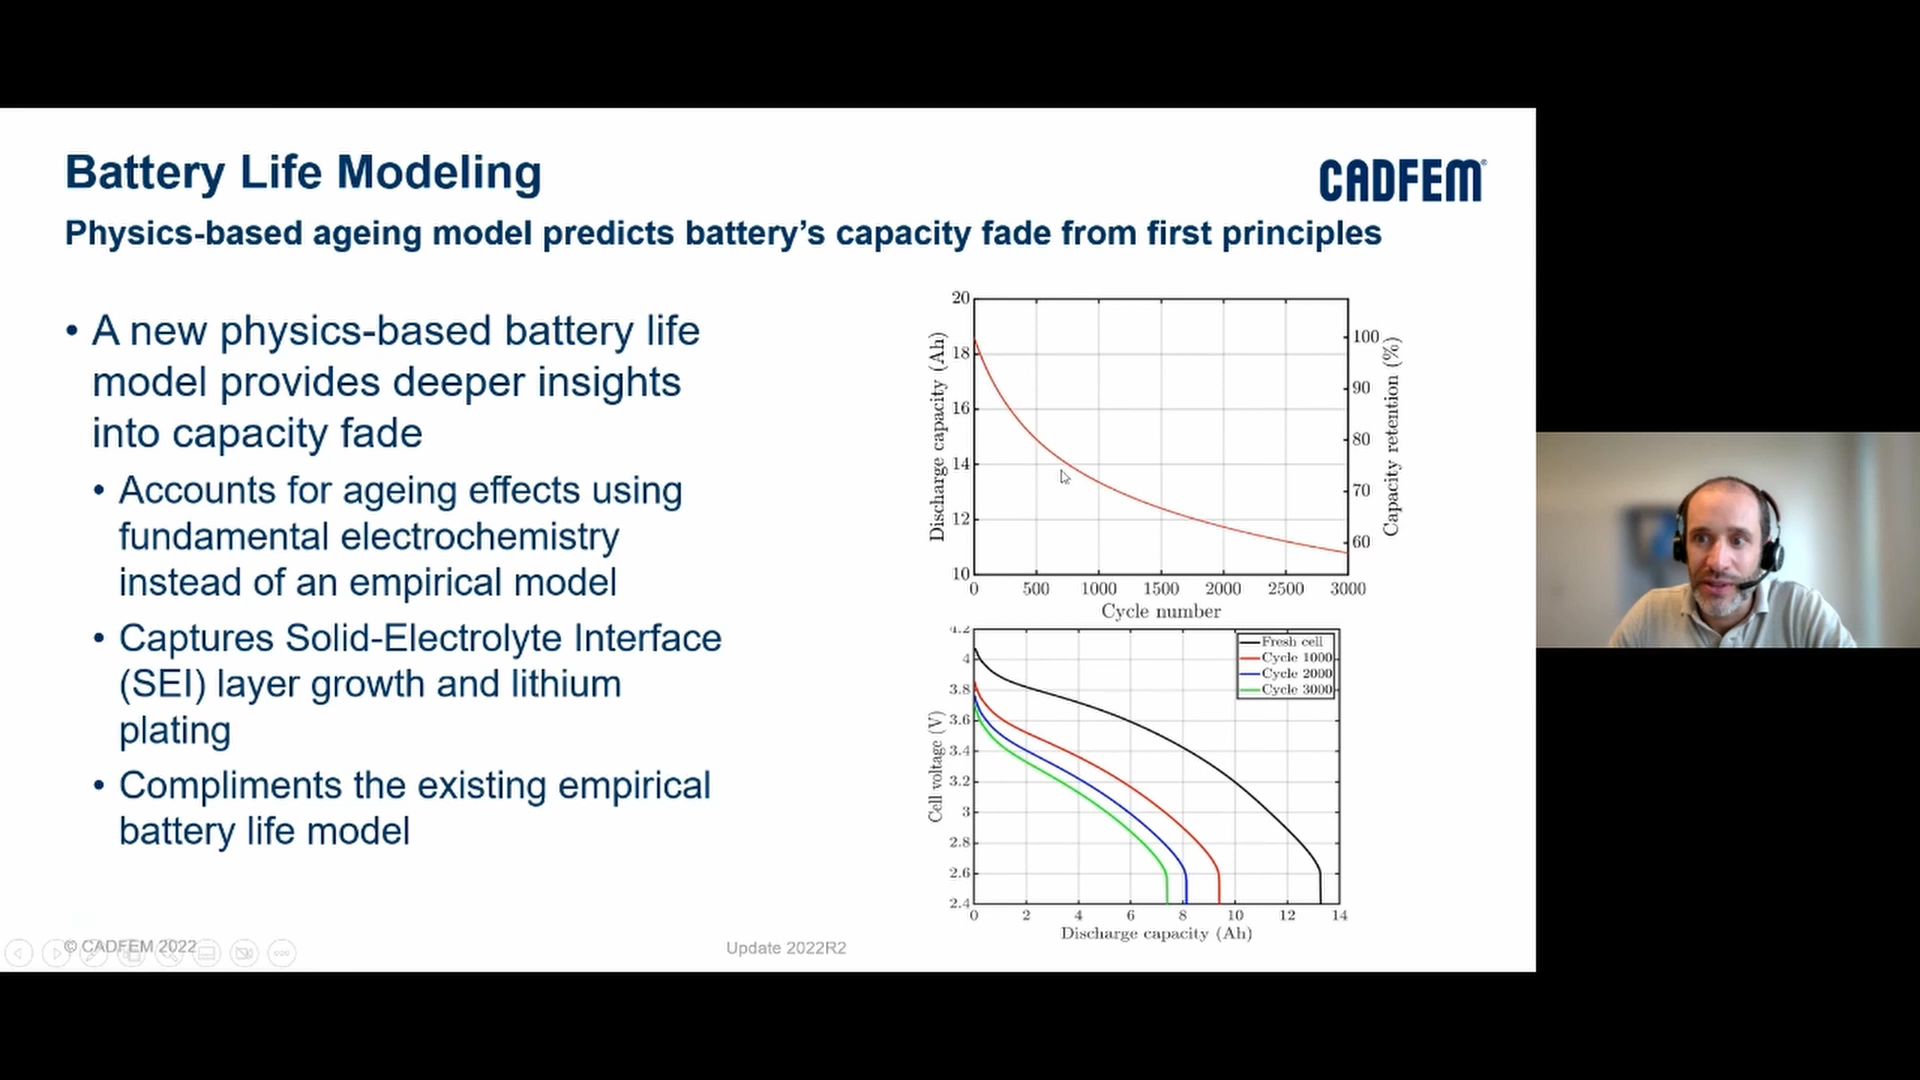 Battery Life Modeling
CADFEM®
Physics-based ageing model predicts battery's capacity fade from first principles
• A new physics-based battery life
model provides deeper insights
into capacity fade
• Accounts for ageing effects using
fundamental electrochemistry
instead of an empirical model
• Captures Solid-Electrolyte Interface
(SEI) layer growth and lithium
plating
• Compliments the existing empirical
battery life model
Discharge capacity (Ah)
20
18
16
14
12
10
0 500 1000 1500 2000 2500 3000
Cycle number
100
90
80
70
60
Capacity retention (%)
Cell voltage (V)
4.2
4
3.8
3.6
3.4
3.2
3
2.8
2.6
2.4
0 2 4 6 8 10 12 14
Discharge capacity (Ah)
Fresh cell
Cycle 1000
Cycle 2000
Cycle 3000
© CADFEM 2022
Update 2022R2